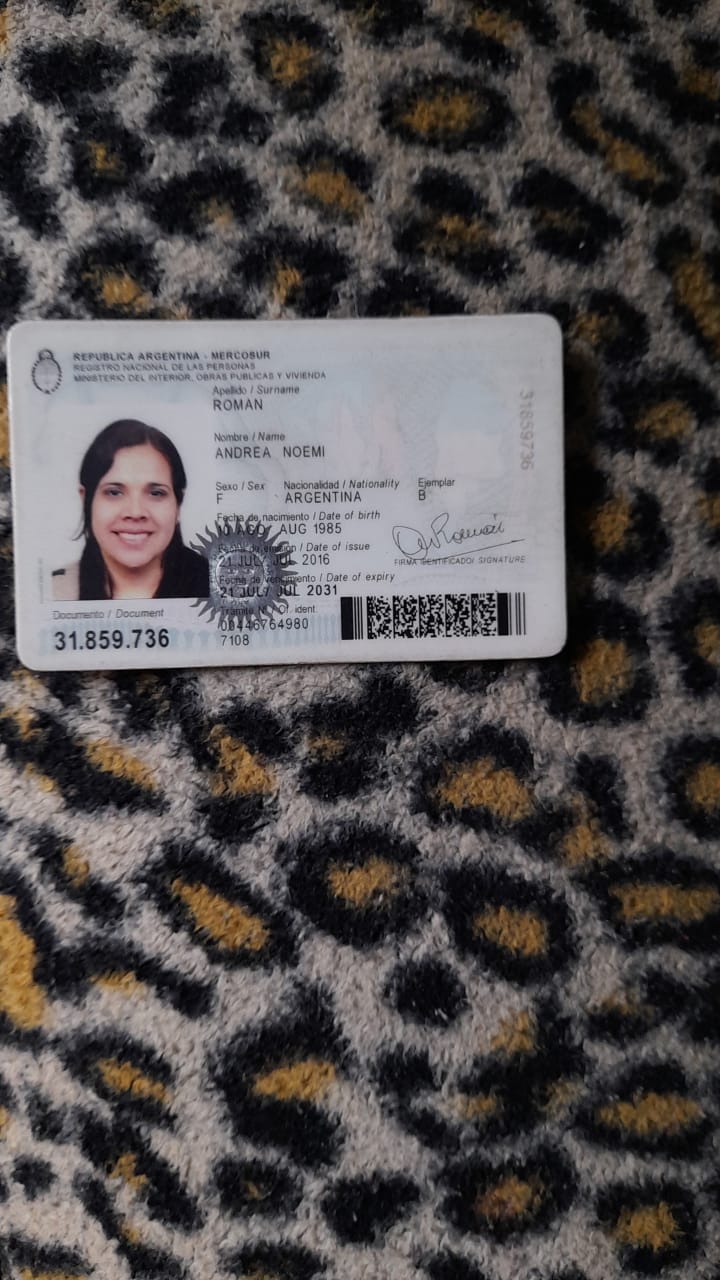 REPUBLICA ARGENTINA - MERCOSUR
REGISTRO NACIONAL DE LAS PERSONAS
MINISTERIO DEL INTERIOR, OBRAS PUBLICAS Y VIVIENDA
Apellido / Surname
ROMAN
Nombre / Name
ANDREA NOEMI
Sexo / Sex Nacionalidad / Nationality Ejemplar
F ARGENTINA B
Fecha de nacimiento / Date of birth
10 AGO/ AUG 1985
Fecha de emisión / Date of issue
21 JUL/ JUL 2016
FIRMA IDENTIFICADO/ SIGNATURE
Fecha de vencimiento / Date of expiry
21 JUL/ JUL 2031
Trámite N° Of. ident.
00446764980
7108
Documento / Document
31.859.736
31859736